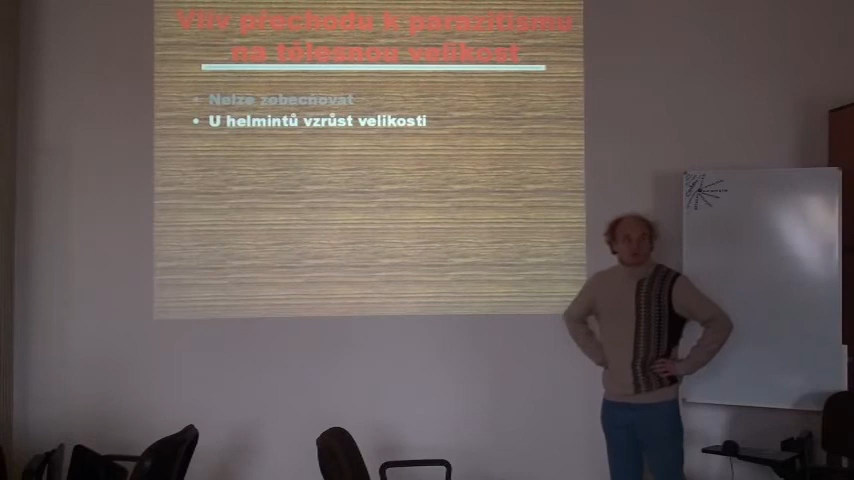 Vliv přechodu k parazitismu
na tělesnou velikost
• Nelze zobecňovat
• U helmintů vzrůst velikosti